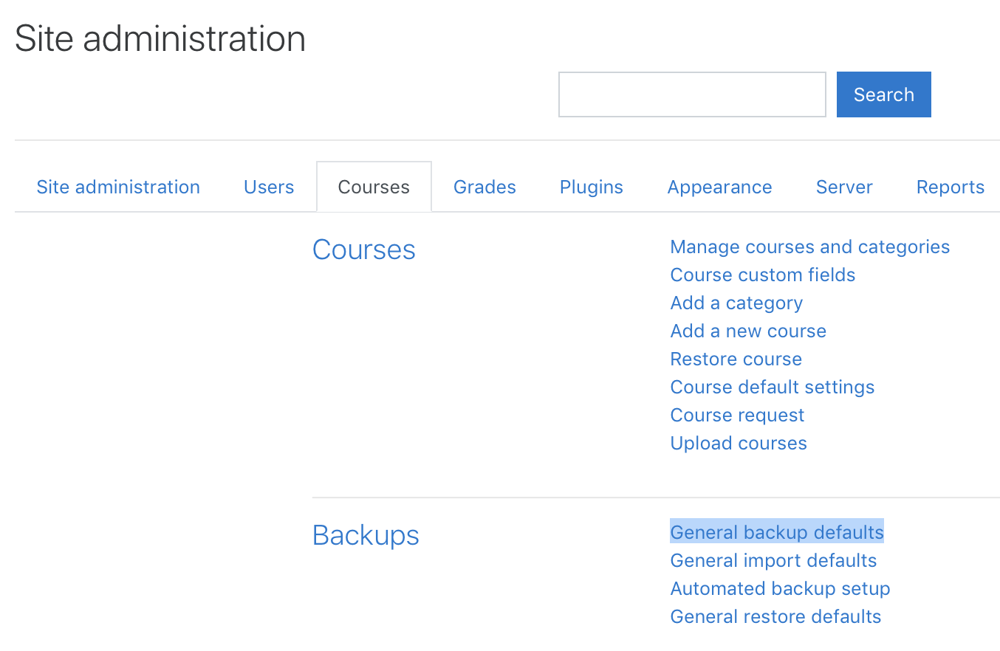 Site administration
Search
Site administration Users Courses Grades Plugins Appearance Server Reports
Courses
Manage courses and categories
Course custom fields
Add a category
Add a new course
Restore course
Course default settings
Course request
Upload courses
Backups
General backup defaults
General import defaults
Automated backup setup
General restore defaults